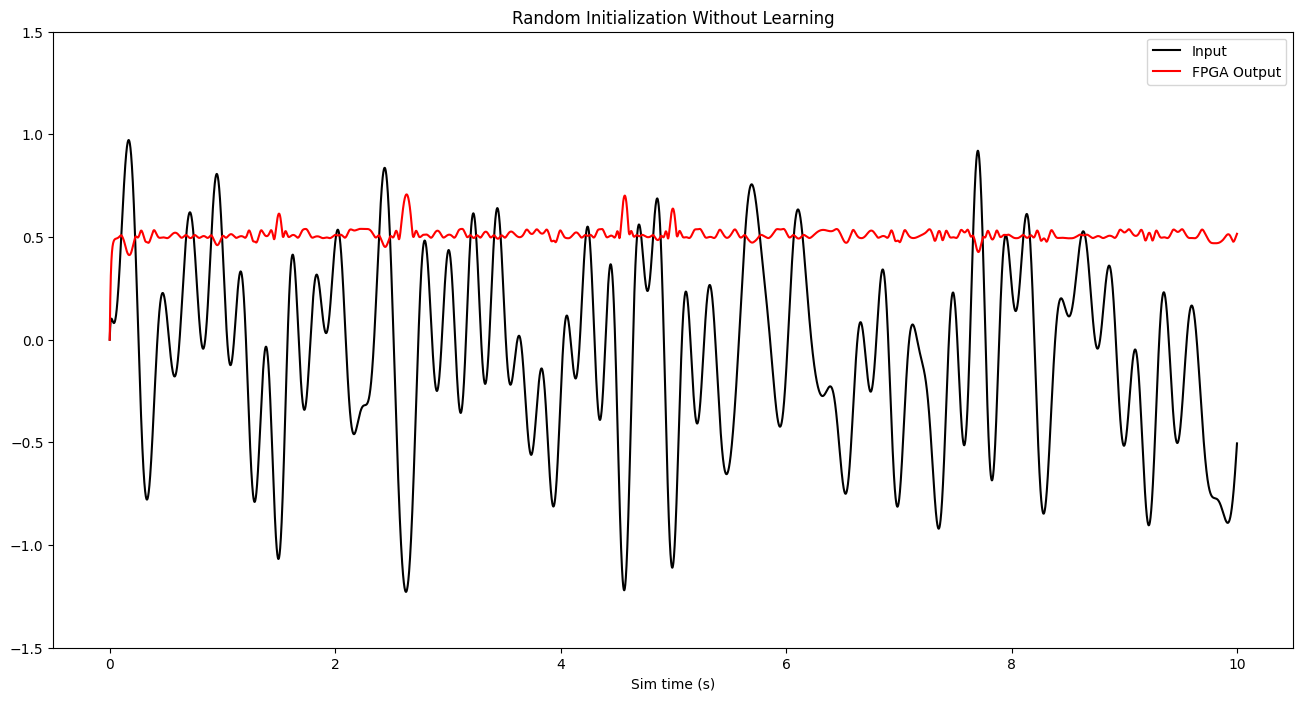 Random Initialization Without Learning
Input
FPGA Output
1.5
1.0
0.5
0.0
−0.5
−1.0
−1.5
0 2 4 6 8 10
Sim time (s)